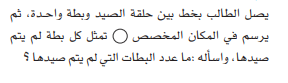 يصل الطالب بخط بين حلقة الصيد وبطة واحدة، ثم
يرسم في المكان المخصص ◯ تمثل كل بطة لم يتم
صيدها، واسأله :ما عدد البطات التي لم يتم صيدها ؟